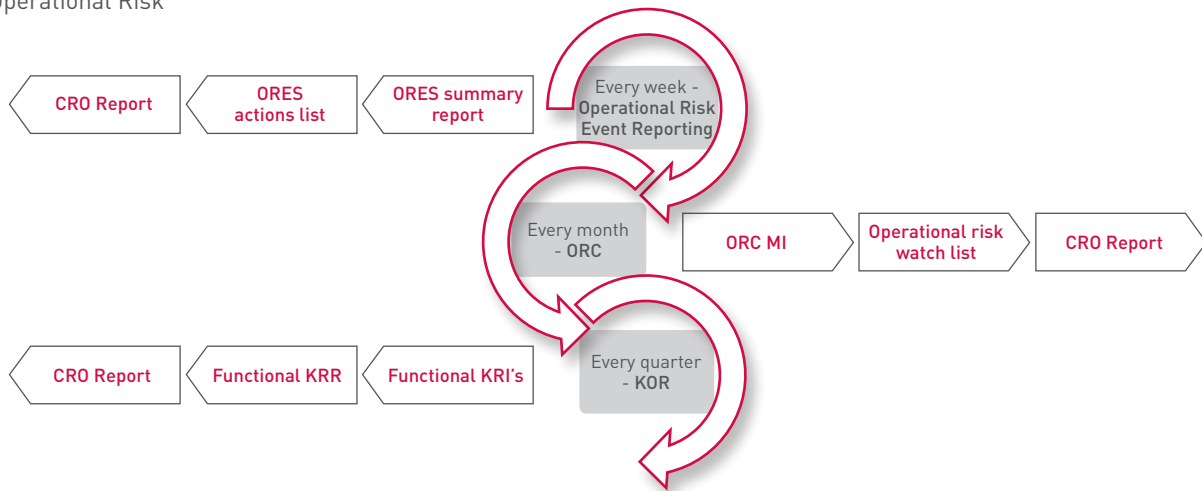 Operational Risk
CRO Report
ORES
actions list
ORES summary
report
Every week -
Operational Risk
Event Reporting
Every month
- ORC
ORC MI
Operational risk
watch list
CRO Report
CRO Report
Functional KRR
Functional KRI's
Every quarter
- KOR